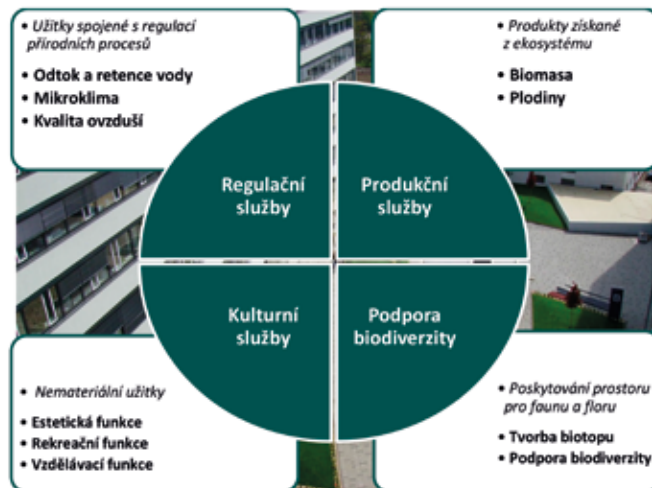 • Užitky spojené s regulací
přírodních procesů
• Odtok a retence vody
• Mikroklima
• Kvalita ovzduší
• Produkty získané
z ekosystému
• Biomasa
• Plodiny
Regulační
služby
Produkční
služby
Kulturní
služby
Podpora
biodiverzity
• Nemateriální užitky
• Estetická funkce
• Rekreační funkce
• Vzdělávací funkce
• Poskytování prostoru
pro faunu a floru
• Tvorba biotopu
• Podpora biodiverzity